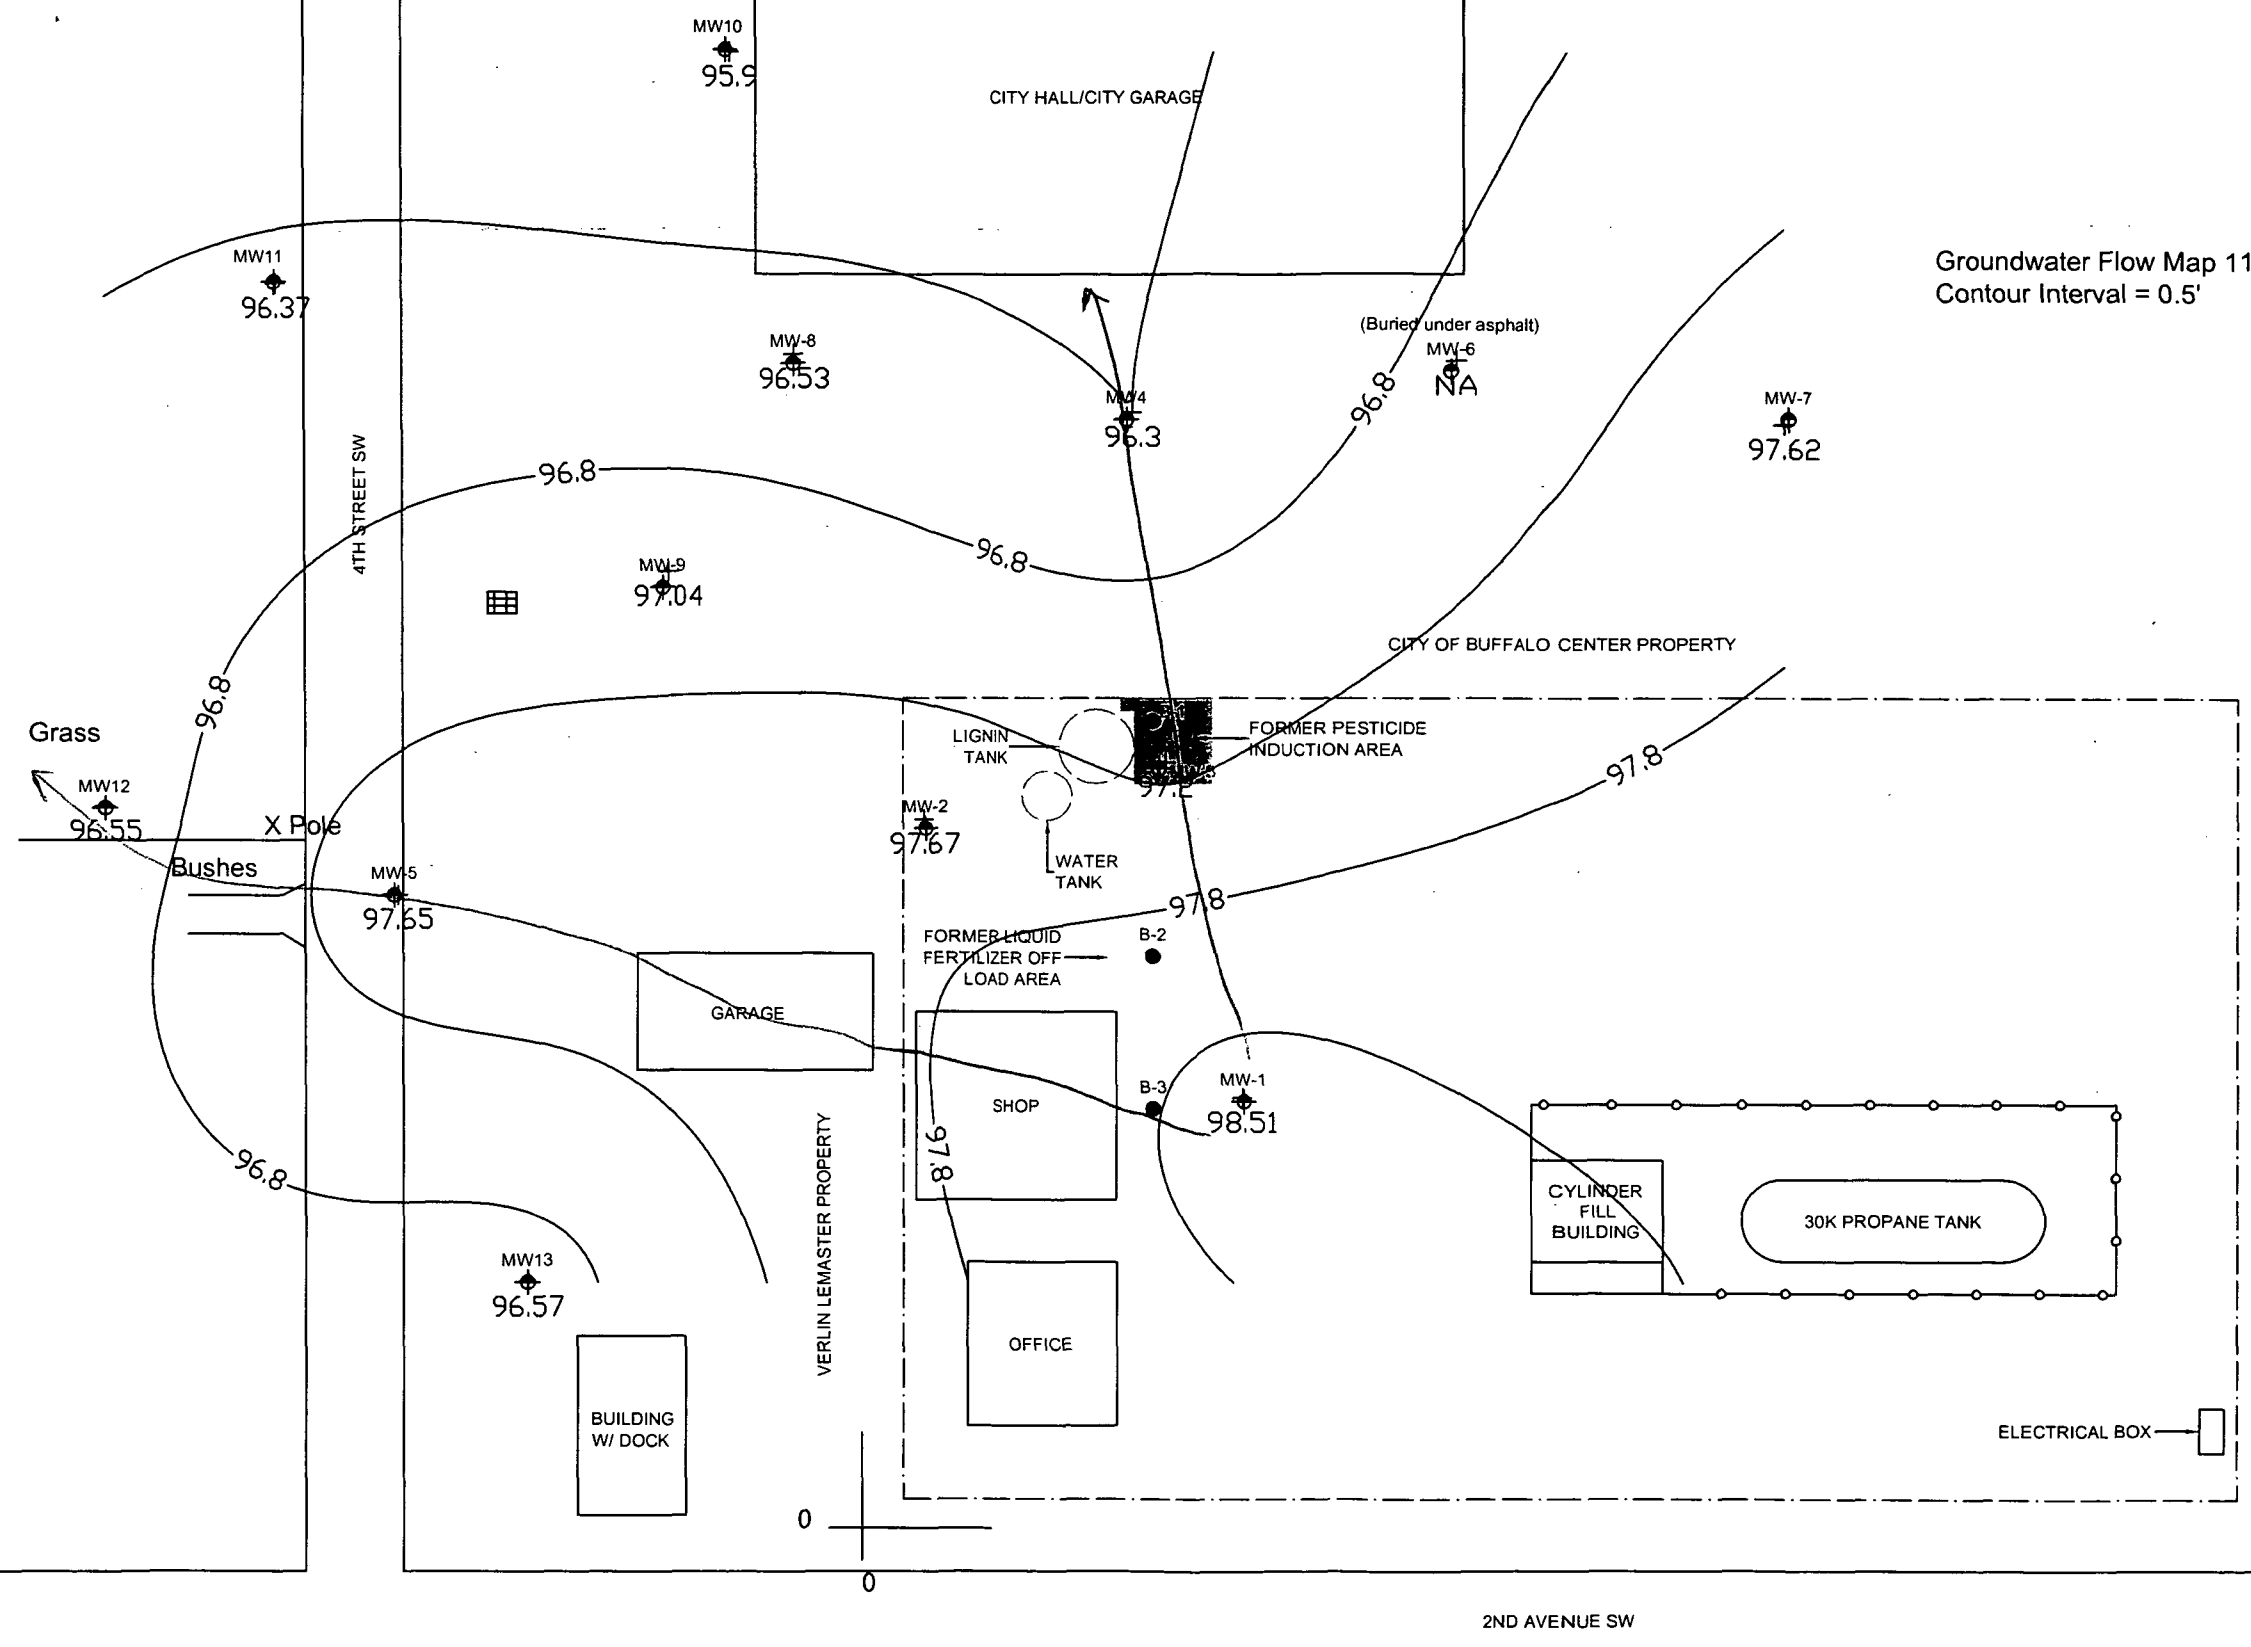 MW10
95.9
CITY HALL/CITY GARAGE
MW11
96.37
Groundwater Flow Map 11
Contour Interval = 0.5'
MW-8
96.53
(Buried under asphalt)
MW-6
NA
MW4
96.3
96.8
MW-7
97.62
4TH STREET SW
96.8
96.8
MW-9
97.04
CITY OF BUFFALO CENTER PROPERTY
96.8
Grass
LIGNIN
TANK
FORMER PESTICIDE
INDUCTION AREA
97.2
97.8
MW12
96.55
X Pole
Bushes
MW-2
97.67
WATER
TANK
MW-5
97.65
97.8
FORMER LIQUID
FERTILIZER OFF
LOAD AREA
B-2
GARAGE
SHOP
B-3
MW-1
98.51
97.8
96.8
VERLIN LEMASTER PROPERTY
CYLINDER
FILL
BUILDING
30K PROPANE TANK
MW13
96.57
OFFICE
BUILDING
W/ DOCK
ELECTRICAL BOX
0
0
2ND AVENUE SW